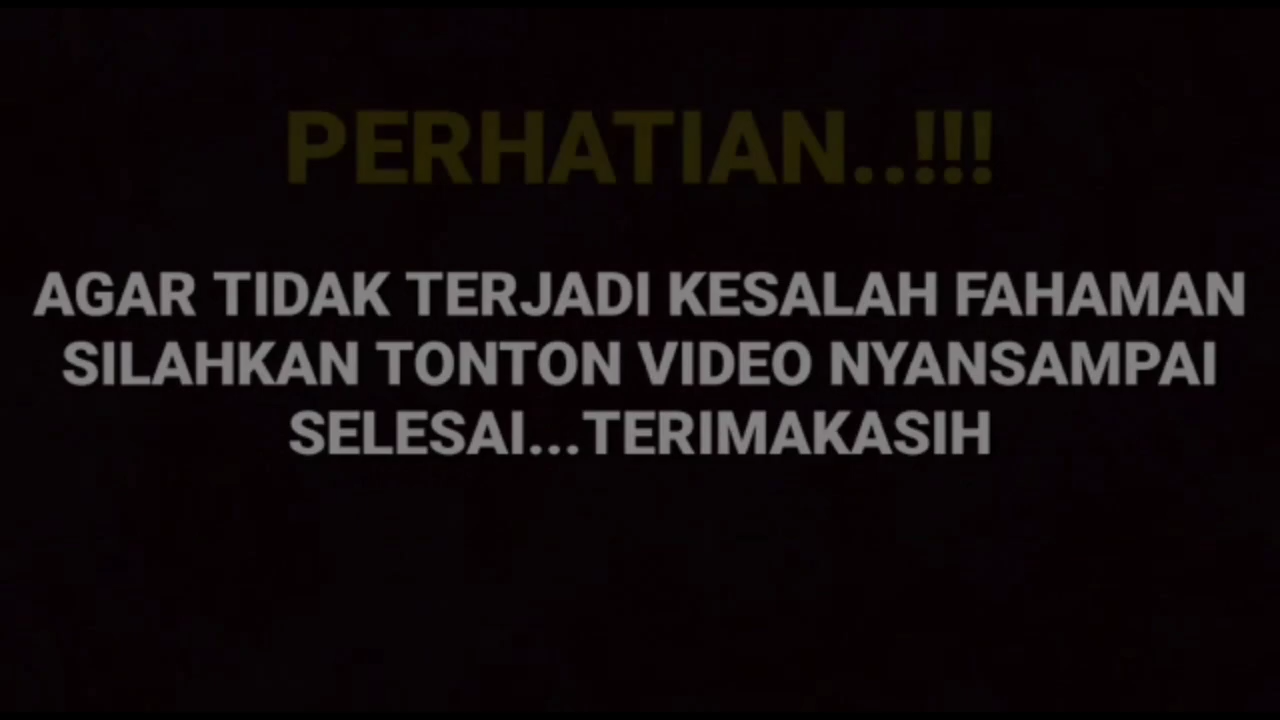 PERHATIAN..!!!
AGAR TIDAK TERJADI KESALAH FAHAMAN
SILAHKAN TONTON VIDEO NYANSAMPAI
SELESAI...TERIMAKASIH